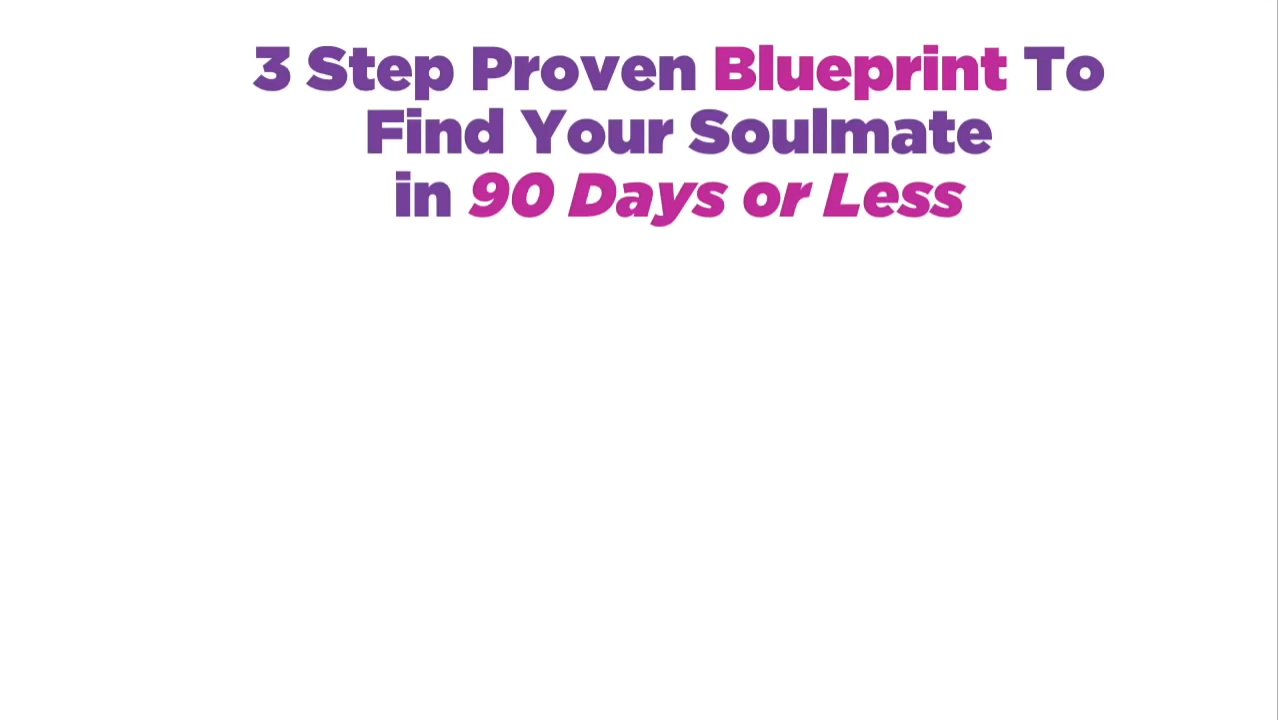 3 Step Proven Blueprint To
Find Your Soulmate
in 90 Days or Less